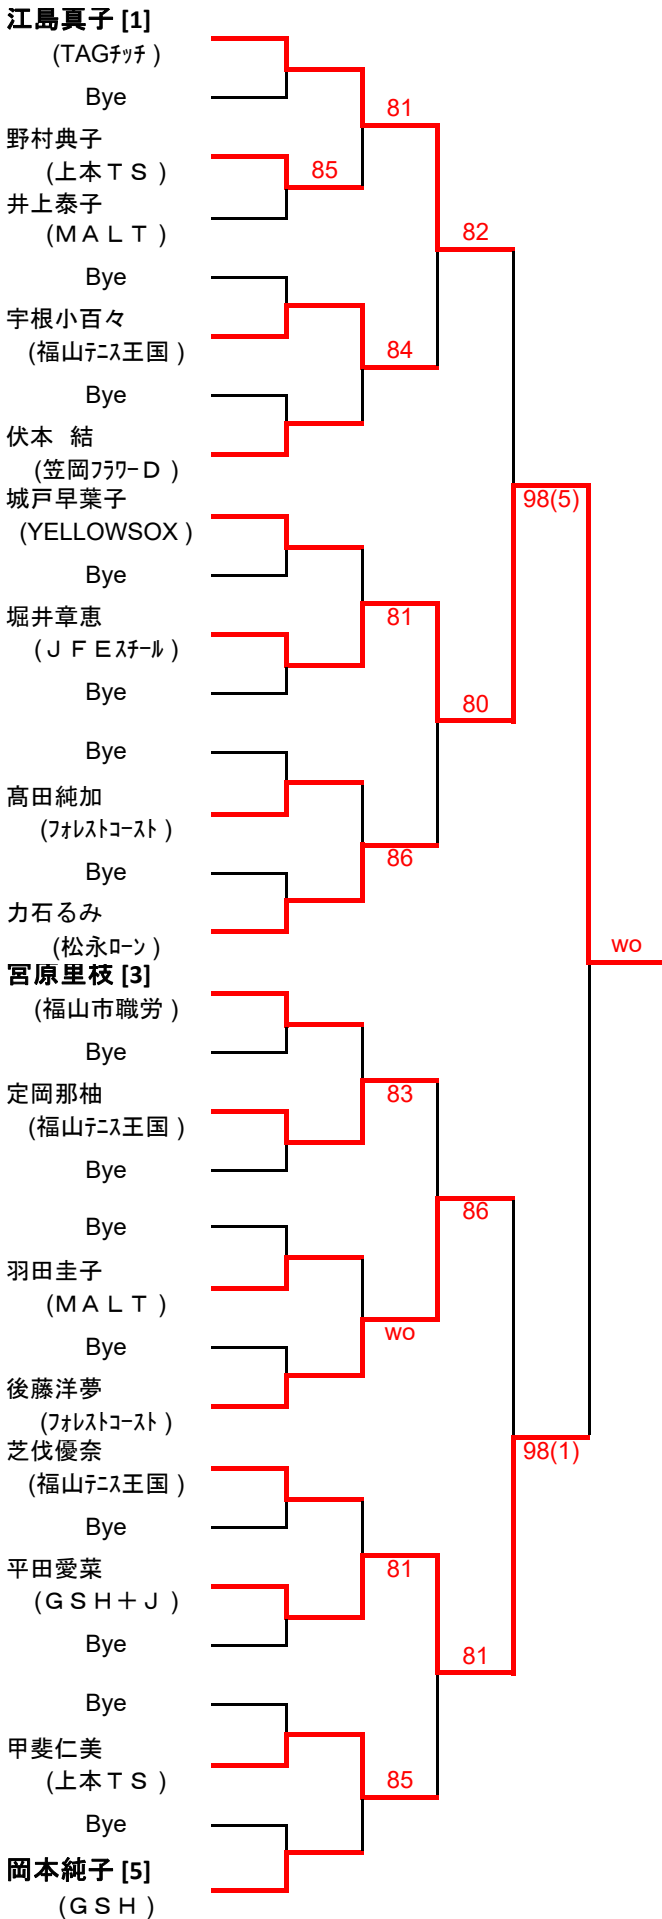 江島真子 [1]
(TAGチッチ )
Bye
81
野村典子
(上本ＴＳ )
85
井上泰子
(ＭＡＬＴ )
82
Bye
宇根小百々
(福山テニス王国 )
84
Bye
伏本 結
(笠岡フラワーＤ )
城戸早葉子
98(5)
(YELLOWSOX )
Bye
堀井章恵
81
(ＪＦＥスチール )
Bye
80
Bye
髙田純加
(フォレストコースト )
86
Bye
力石るみ
(松永ローン )
wo
宮原里枝 [3]
(福山市職労 )
Bye
定岡那柚
83
(福山テニス王国 )
Bye
86
Bye
羽田圭子
(ＭＡＬＴ )
wo
Bye
後藤洋夢
(フォレストコースト )
芝伐優奈
98(1)
(福山テニス王国 )
Bye
平田愛菜
81
(ＧＳＨ＋Ｊ )
Bye
81
Bye
甲斐仁美
(上本ＴＳ )
85
Bye
岡本純子 [5]
(ＧＳＨ )